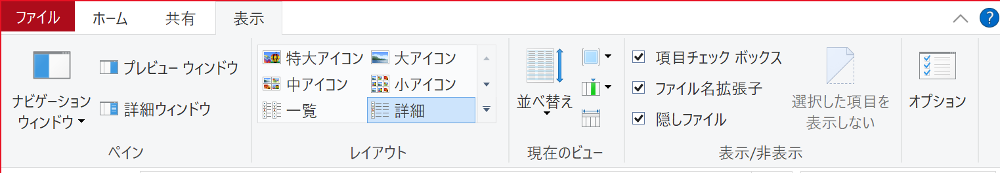 ファイル
ホーム
共有
表示
?
ナビゲーション
ウィンドウ
プレビュー ウィンドウ
詳細ウィンドウ
ペイン
特大アイコン
大アイコン
中アイコン
小アイコン
一覧
詳細
レイアウト
並べ替え
現在のビュー
項目チェック ボックス
ファイル名拡張子
隠しファイル
選択した項目を
表示しない
表示/非表示
オプション